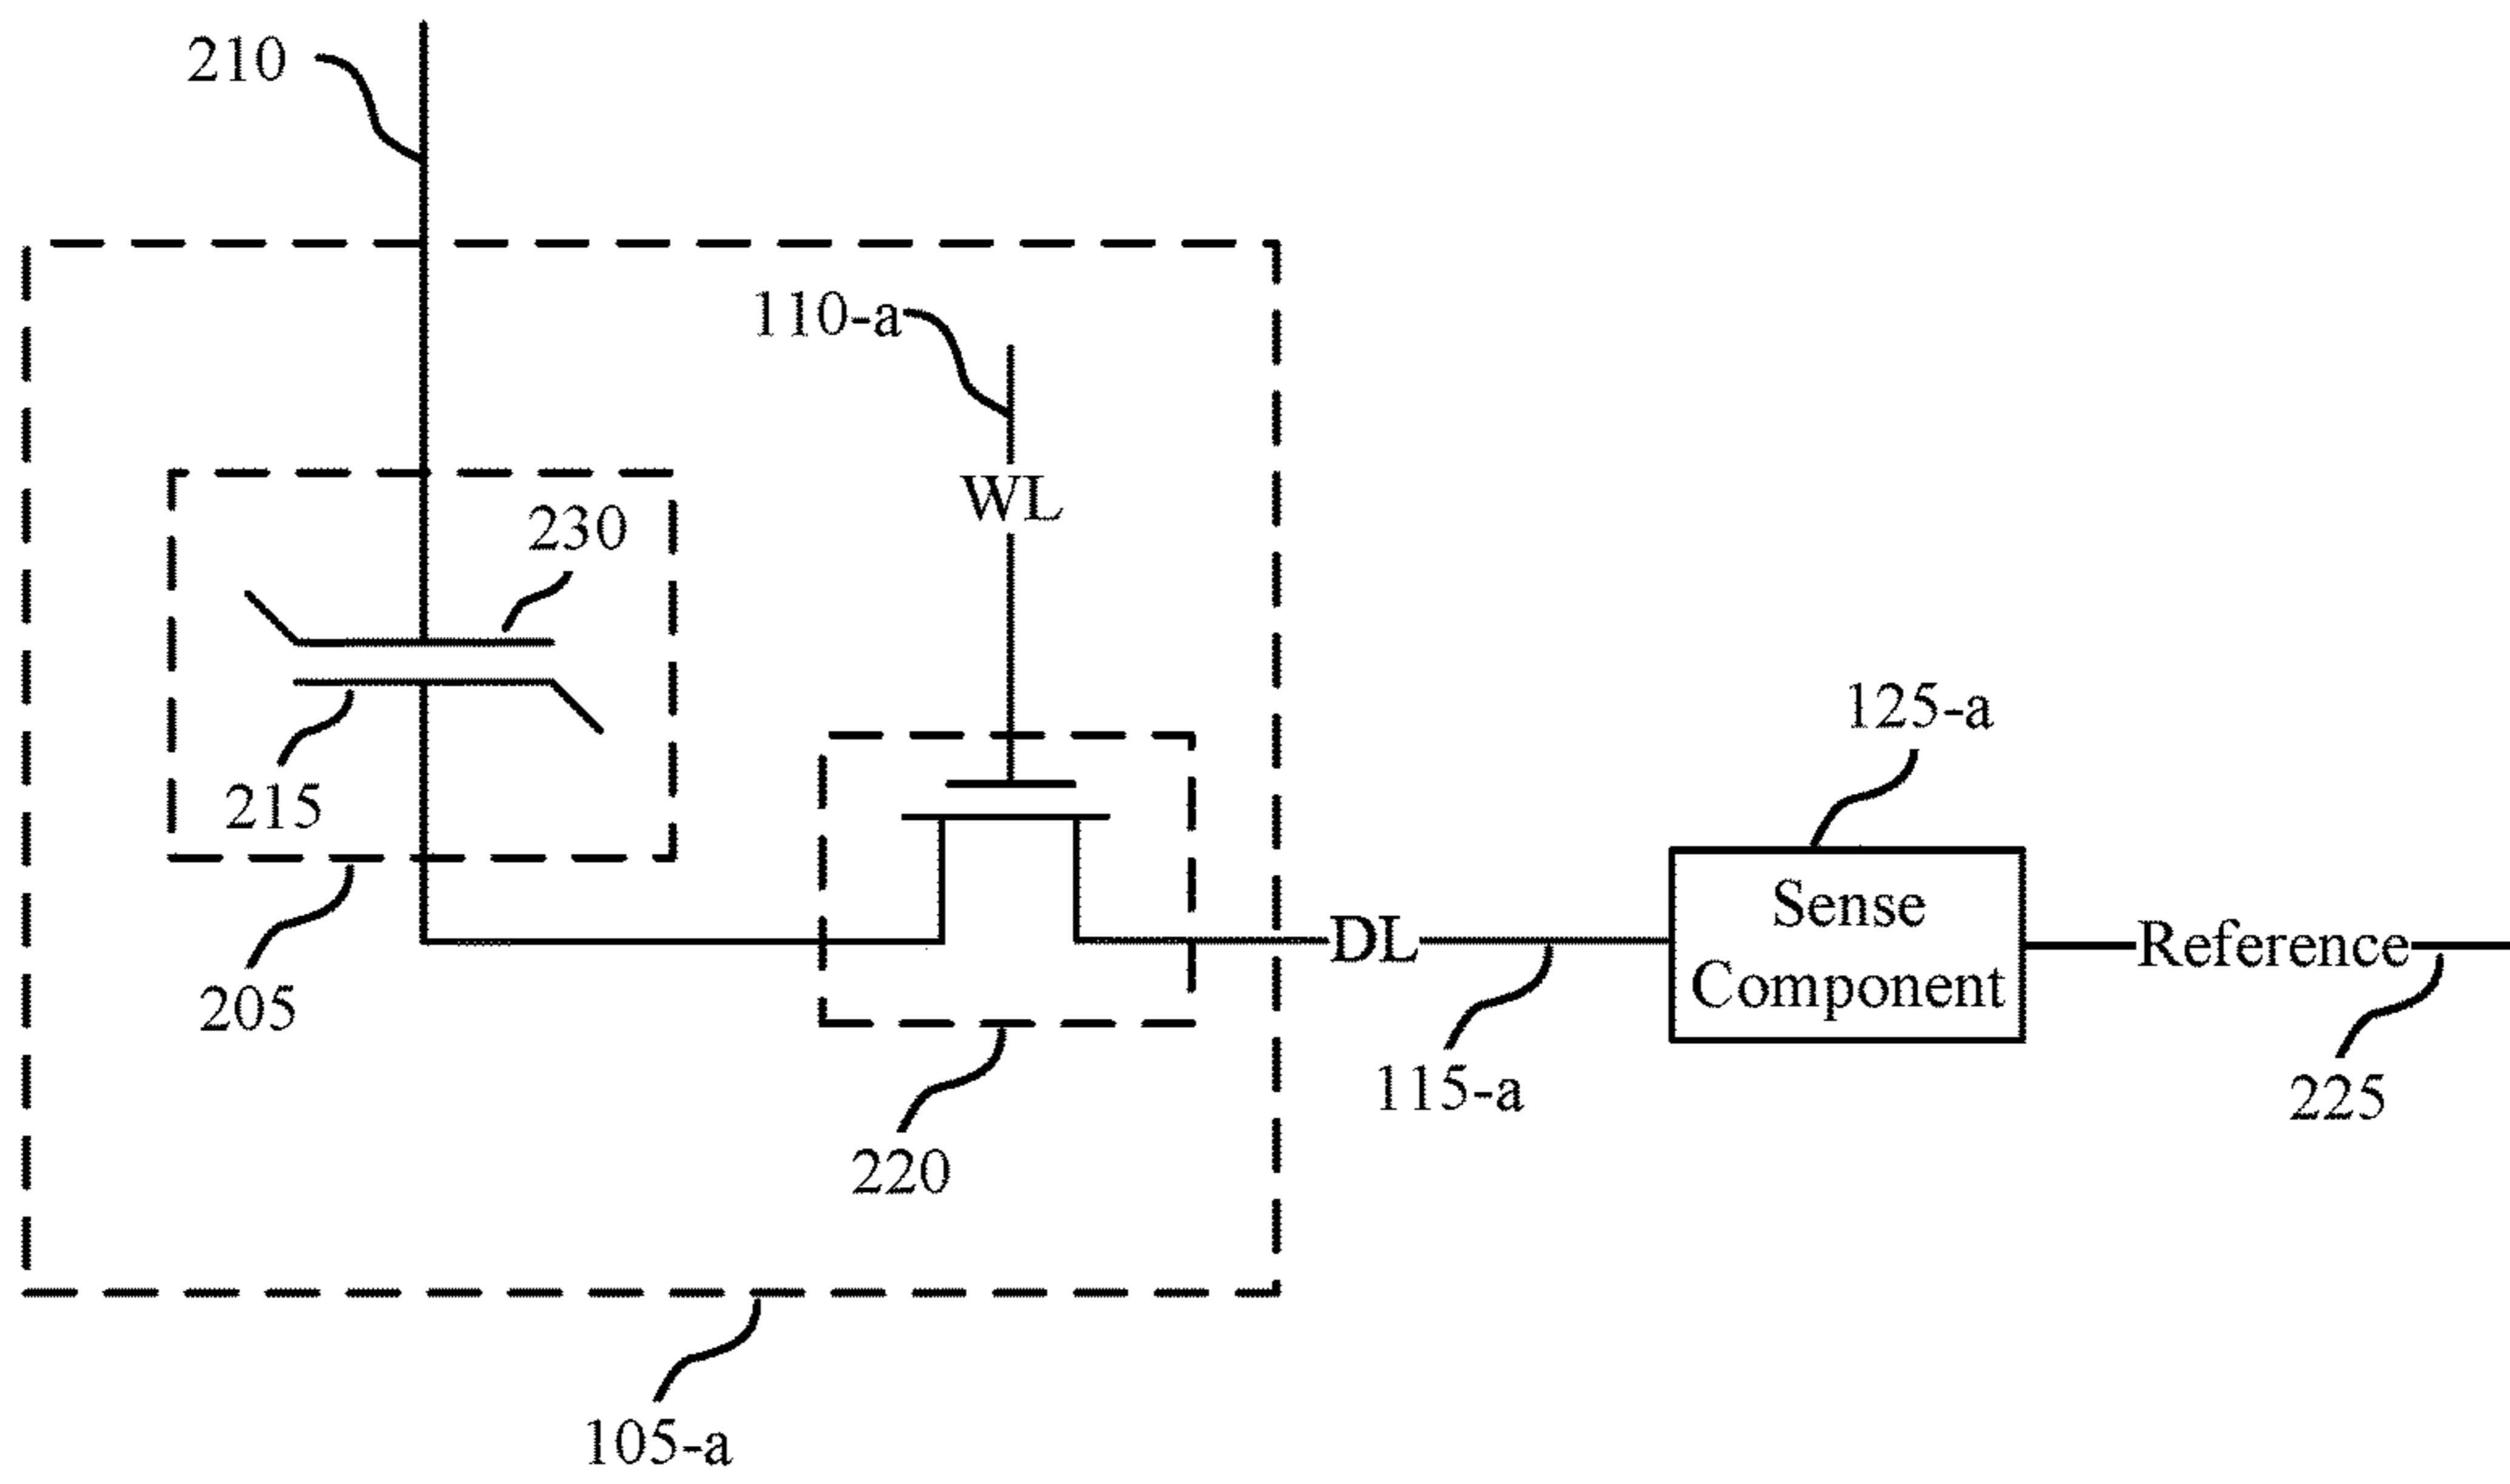 210
110-a
WL
230
125-a
215
Sense
Component
DL
Reference
205
115-a
225
220
105-a